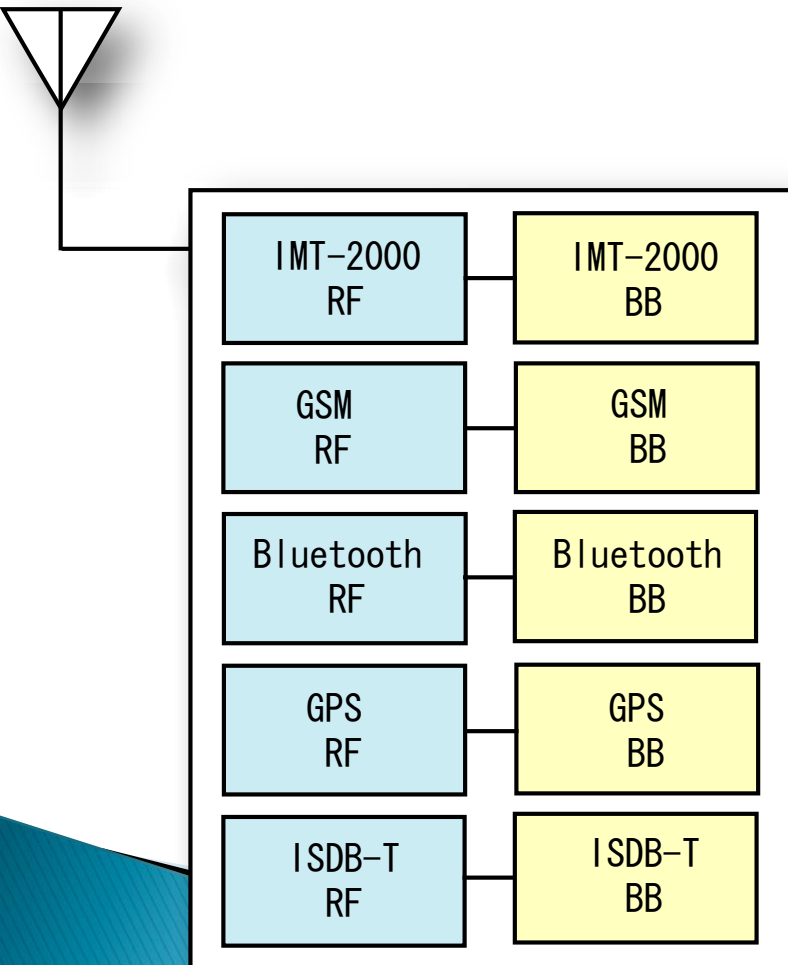 IMT-2000
RF
IMT-2000
BB
GSM
RF
GSM
BB
Bluetooth
RF
Bluetooth
BB
GPS
RF
GPS
BB
ISDB-T
RF
ISDB-T
BB